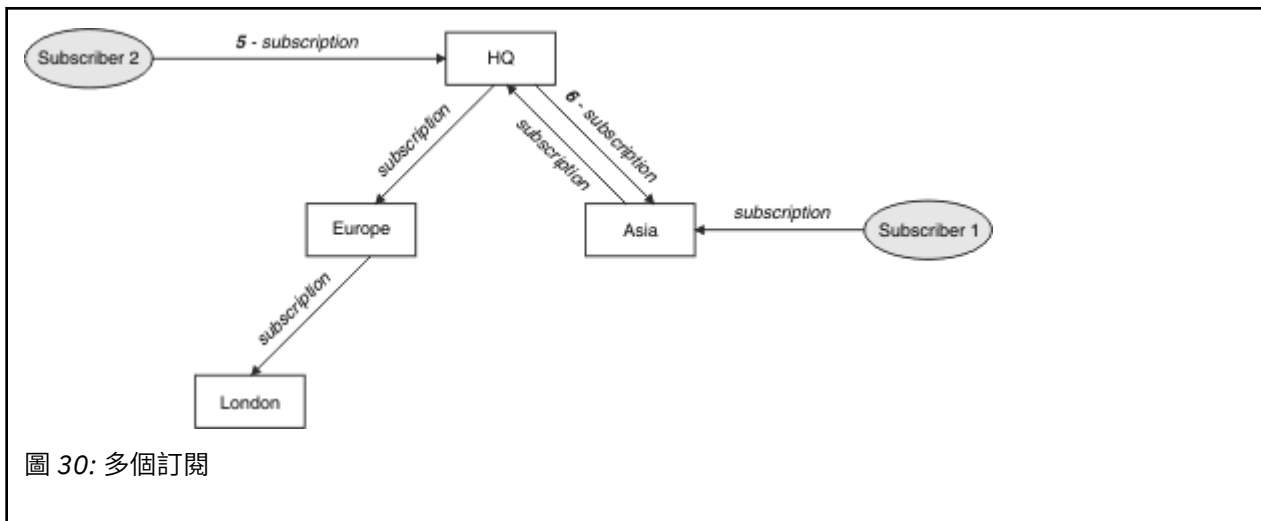 5 - subscription
Subscriber 2
HQ
6 - subscription
subscription
subscription
subscription
Europe
Asia
Subscriber 1
subscription
London
圖 30: 多個訂閱